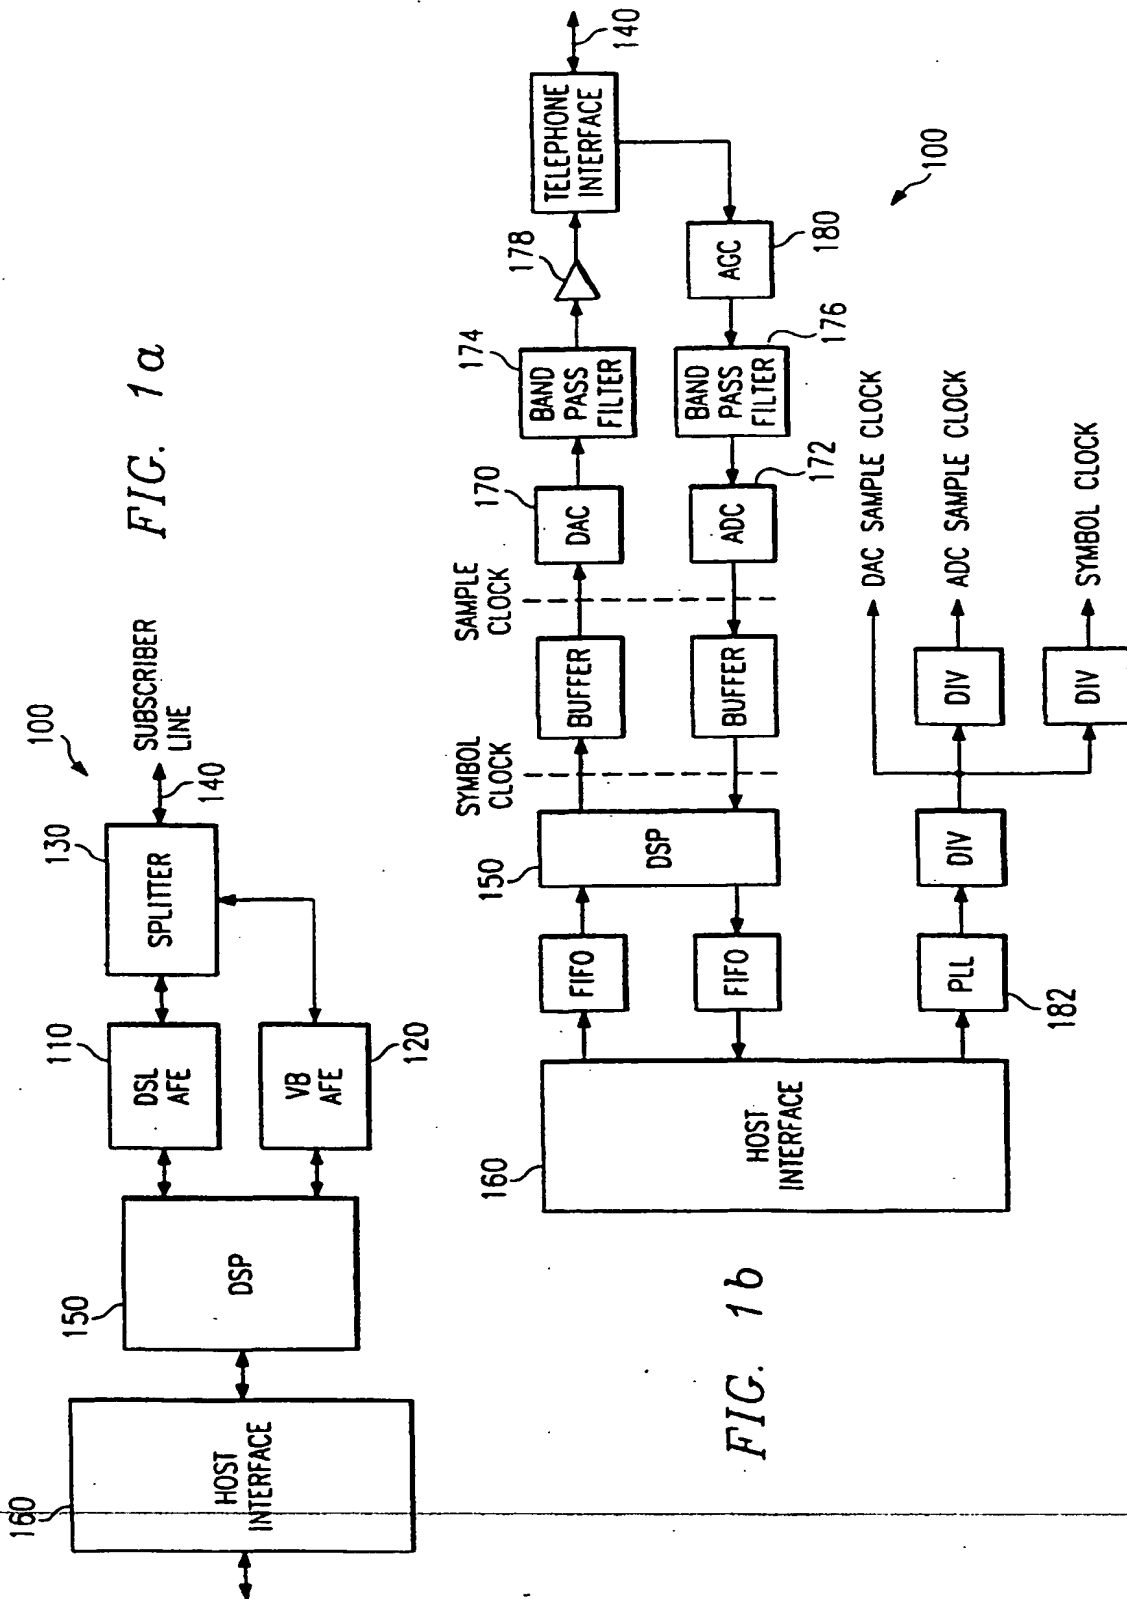 FIG. 1a
100
SUBSCRIBER
LINE
140
130
SPLITTER
110
DSL
AFE
120
VB
AFE
150
DSP
160
HOST
INTERFACE
FIG. 1b
100
140
TELEPHONE
INTERFACE
178
174
BAND
PASS
FILTER
170
DAC
SAMPLE
CLOCK
BUFFER
SYMBOL
CLOCK
150
DSP
FIFO
160
HOST
INTERFACE
FIFO
BUFFER
ADC
172
BAND
PASS
FILTER
176
AGC
180
PLL
182
DIV
DIV
DIV
DAC SAMPLE CLOCK
ADC SAMPLE CLOCK
SYMBOL CLOCK